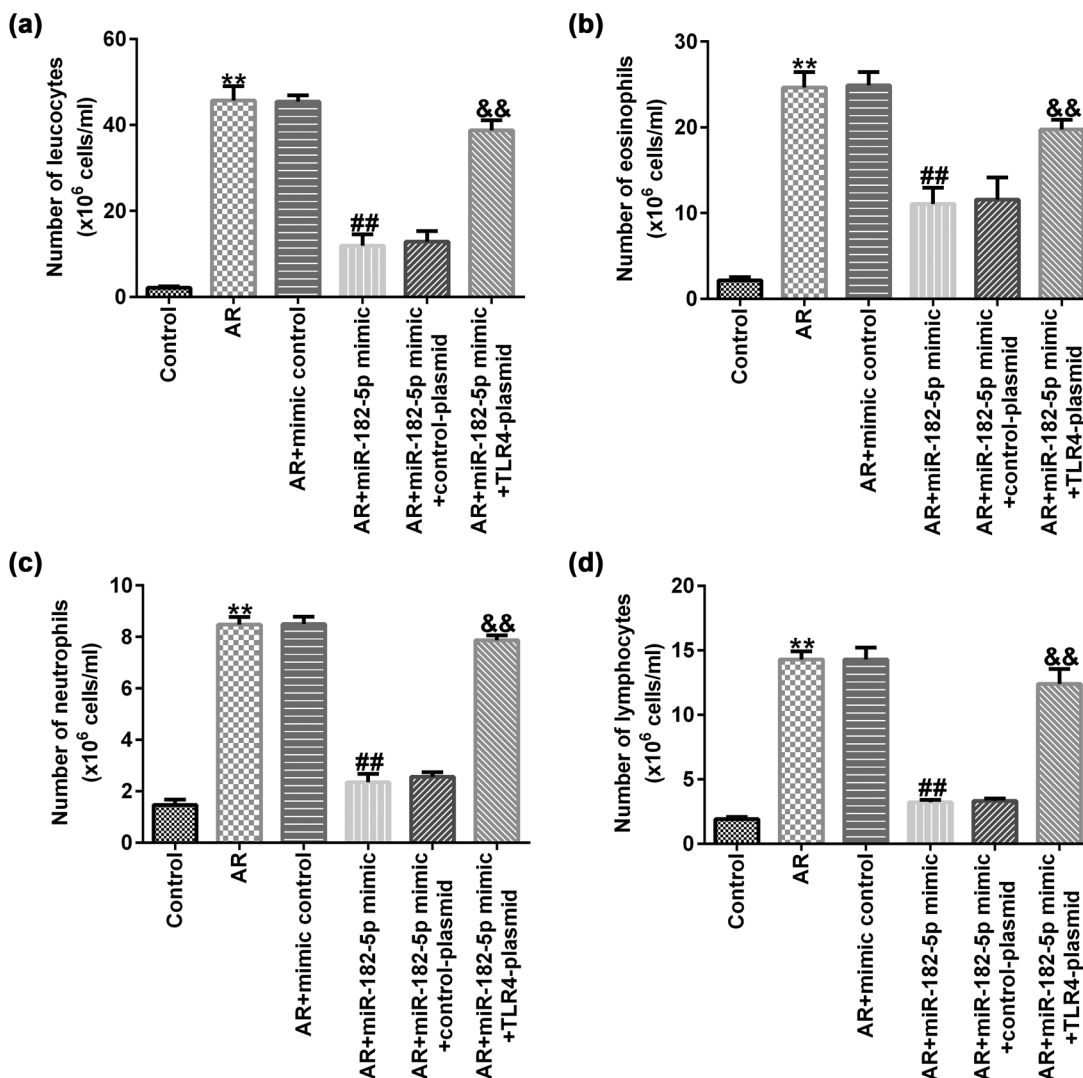 (a)
Number of leucocytes
(x10⁶ cells/ml)
60
40
20
0
**
##
&&
Control
AR
AR+mimic control
AR+miR-182-5p mimic
AR+miR-182-5p mimic
+control-plasmid
AR+miR-182-5p mimic
+TLR4-plasmid
(b)
Number of eosinophils
(x10⁶ cells/ml)
30
20
10
0
**
##
&&
Control
AR
AR+mimic control
AR+miR-182-5p mimic
AR+miR-182-5p mimic
+control-plasmid
AR+miR-182-5p mimic
+TLR4-plasmid
(c)
Number of neutrophils
(x10⁶ cells/ml)
10
8
6
4
2
0
**
##
&&
Control
AR
AR+mimic control
AR+miR-182-5p mimic
AR+miR-182-5p mimic
+control-plasmid
AR+miR-182-5p mimic
+TLR4-plasmid
(d)
Number of lymphocytes
(x10⁶ cells/ml)
20
15
10
5
0
**
##
&&
Control
AR
AR+mimic control
AR+miR-182-5p mimic
AR+miR-182-5p mimic
+control-plasmid
AR+miR-182-5p mimic
+TLR4-plasmid